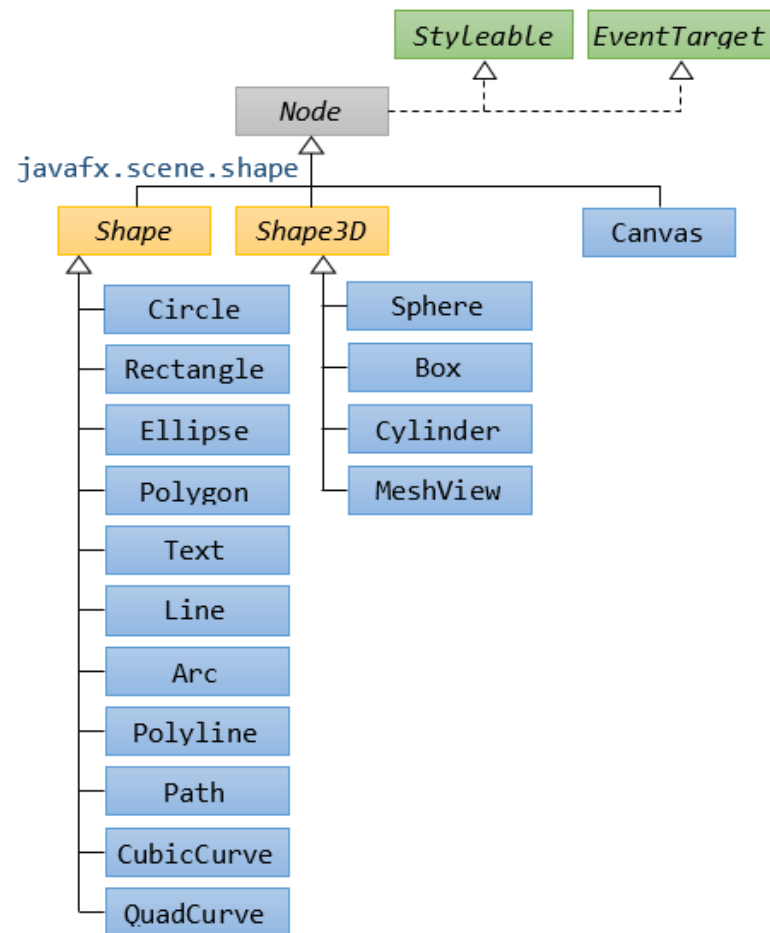 Styleable
EventTarget
Node
javafx.scene.shape
Shape
Shape3D
Canvas
Circle
Rectangle
Ellipse
Polygon
Text
Line
Arc
Polyline
Path
CubicCurve
QuadCurve
Sphere
Box
Cylinder
MeshView